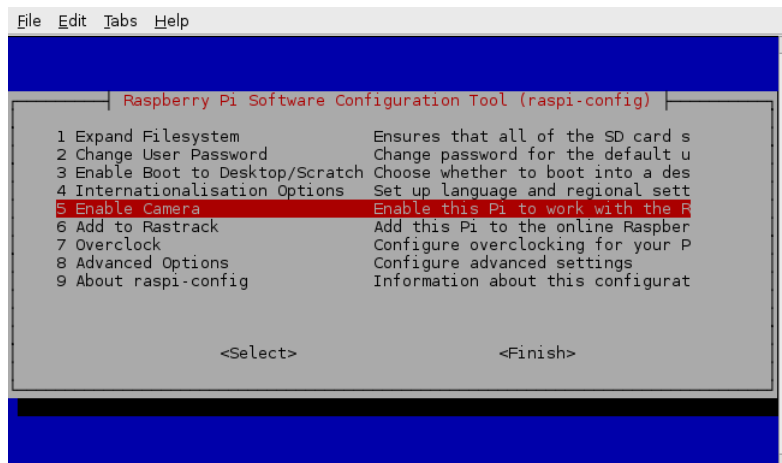 File Edit Tabs Help
Raspberry Pi Software Configuration Tool (raspi-config)
1 Expand Filesystem Ensures that all of the SD card s
2 Change User Password Change password for the default u
3 Enable Boot to Desktop/Scratch Choose whether to boot into a des
4 Internationalisation Options Set up language and regional sett
5 Enable Camera Enable this Pi to work with the R
6 Add to Rastrack Add this Pi to the online Raspber
7 Overclock Configure overclocking for your P
8 Advanced Options Configure advanced settings
9 About raspi-config Information about this configurat
<Select> <Finish>